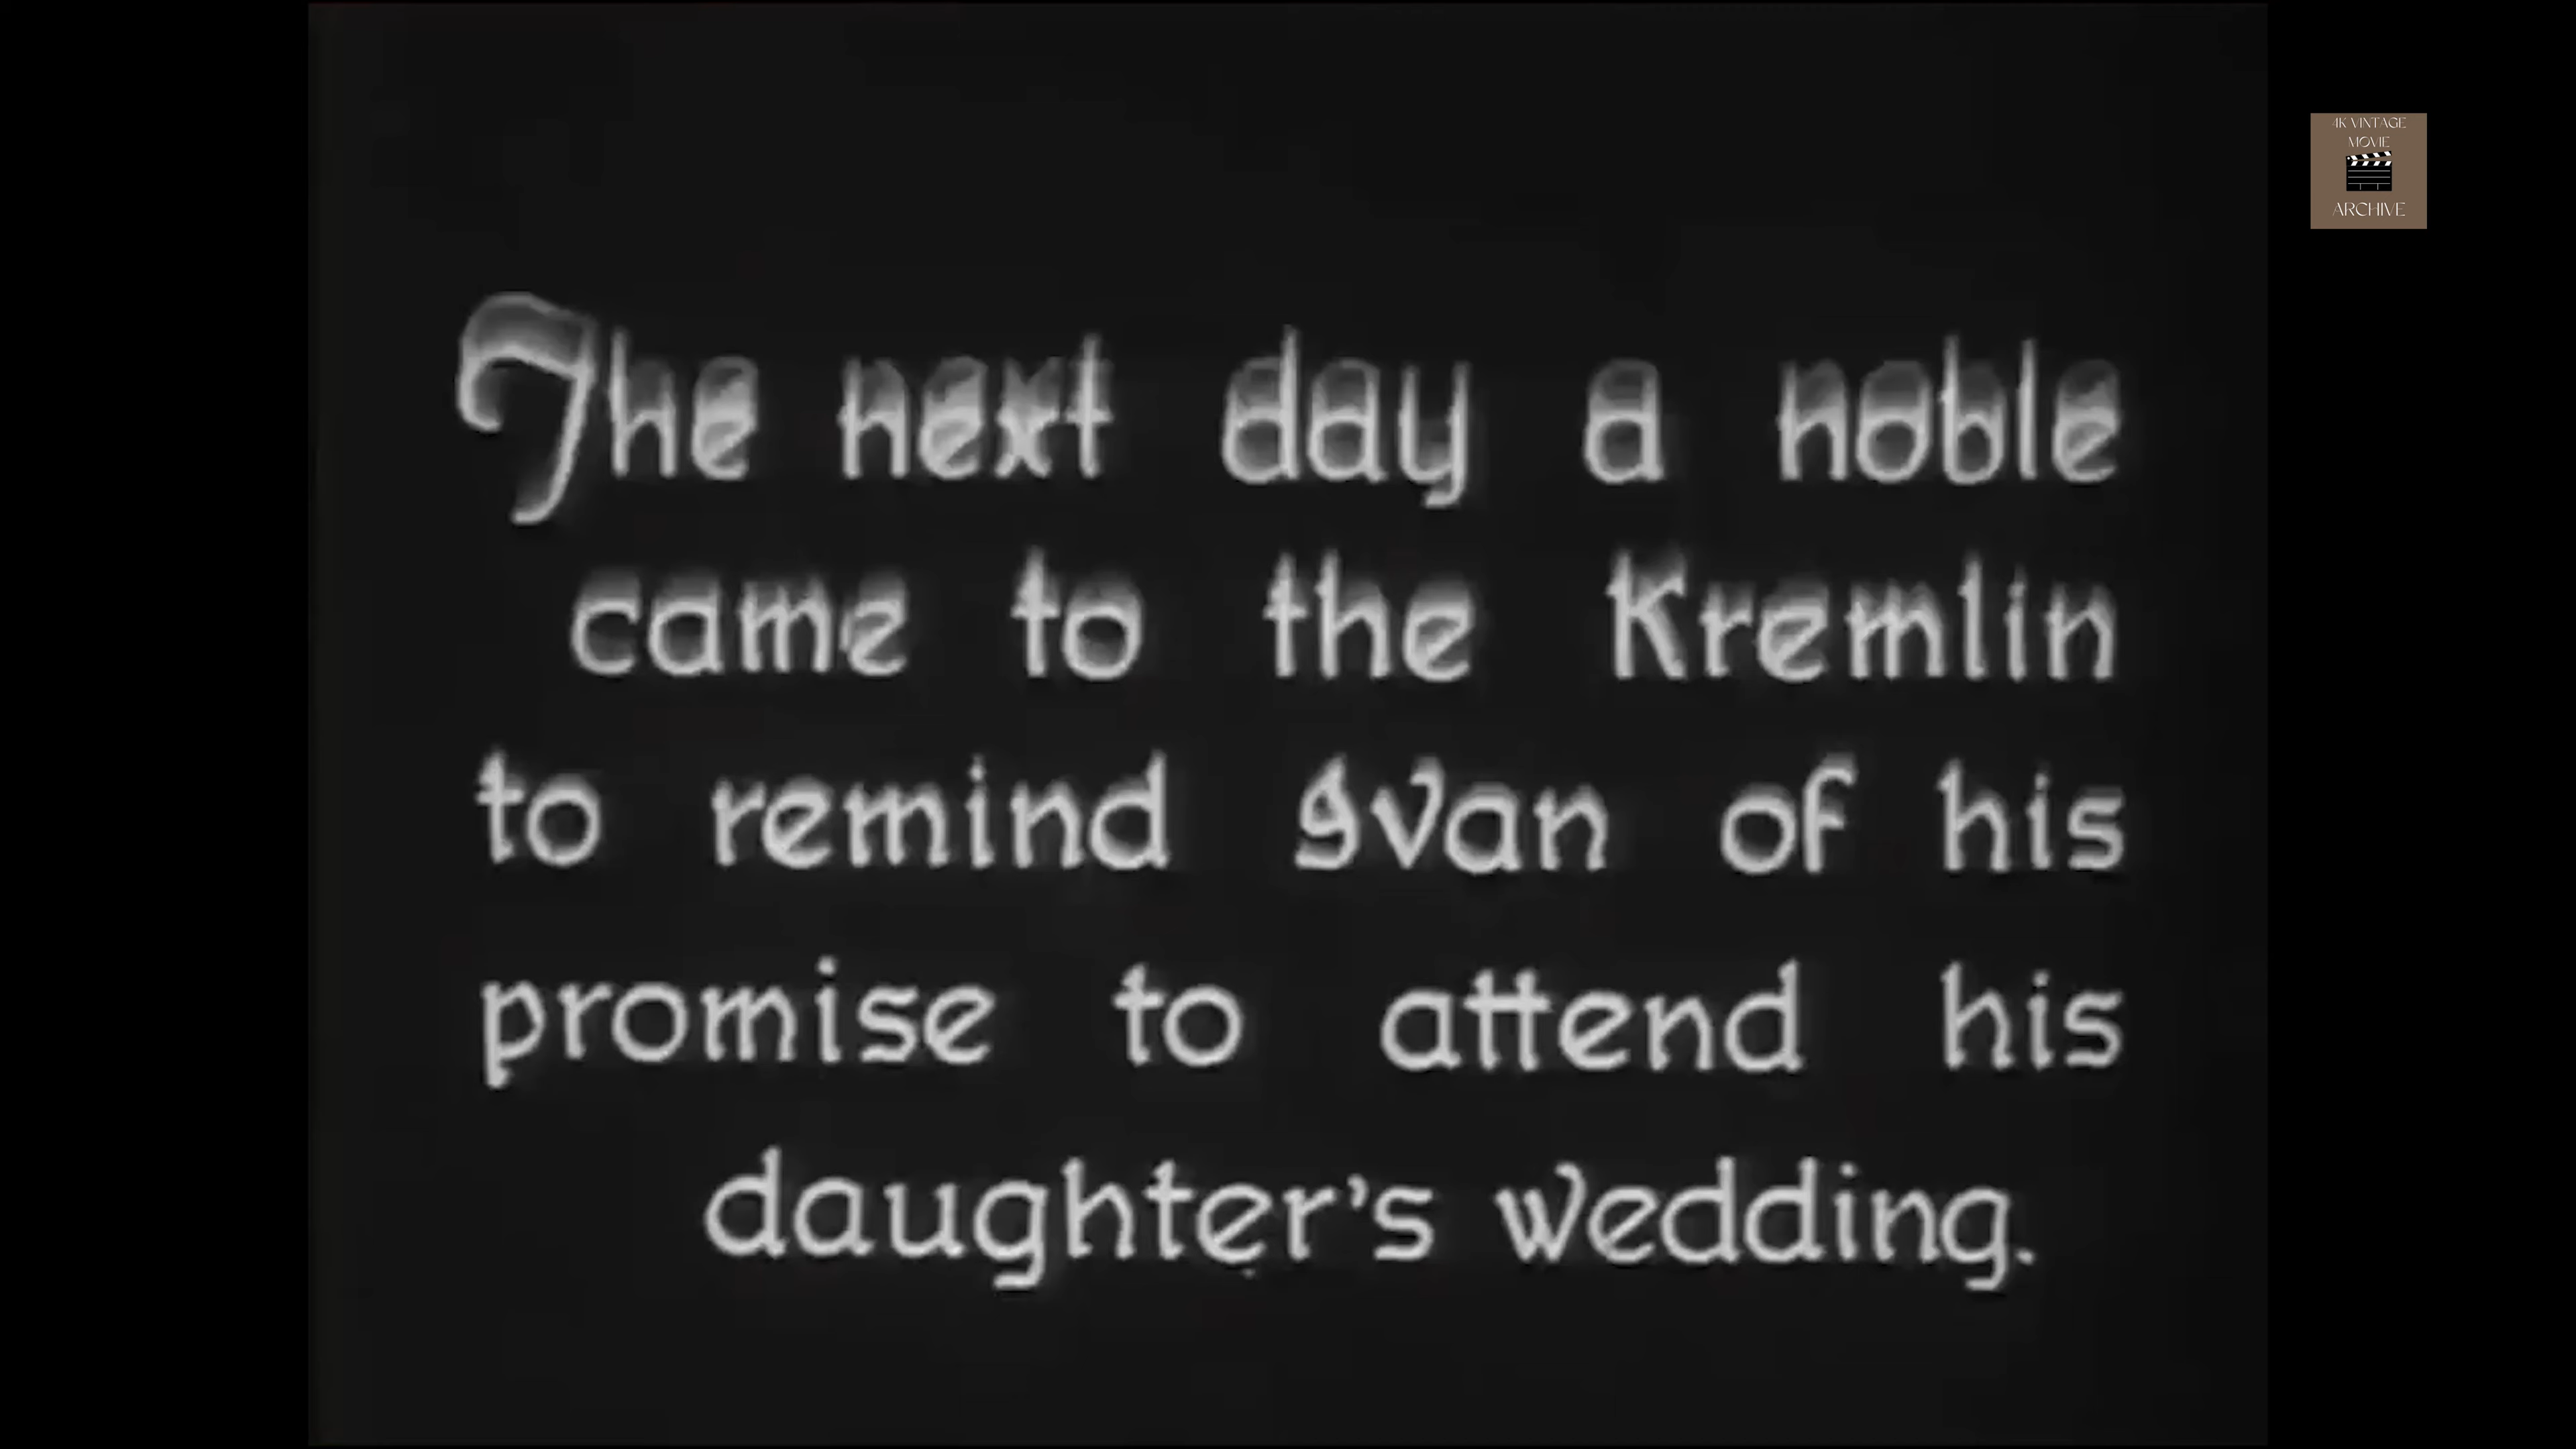 4K VINTAGE
MOVIE
ARCHIVE
The next day a noble
came to the Kremlin
to remind Ivan of his
promise to attend his
daughter's wedding.